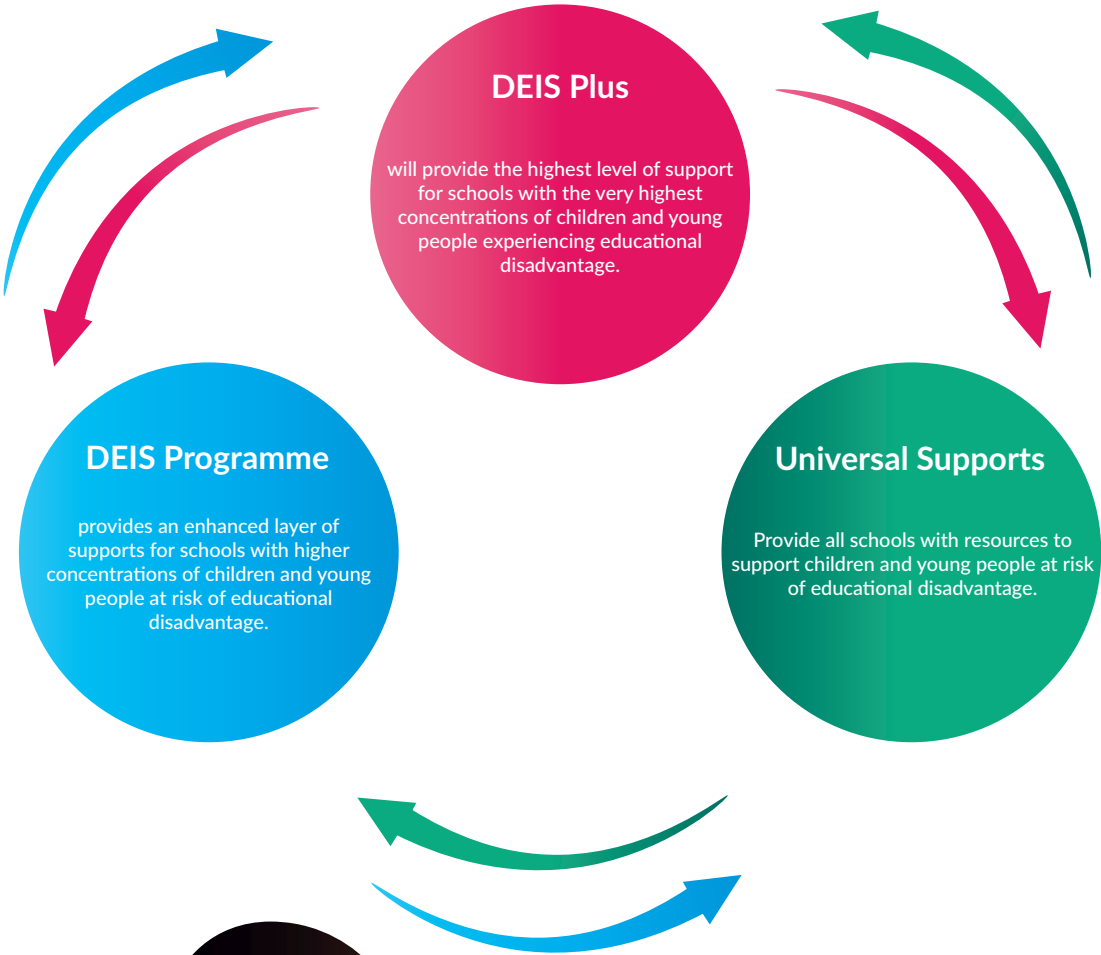 DEIS Plus
will provide the highest level of support
for schools with the very highest
concentrations of children and young
people experiencing educational
disadvantage.
DEIS Programme
provides an enhanced layer of
supports for schools with higher
concentrations of children and young
people at risk of educational
disadvantage.
Universal Supports
Provide all schools with resources to
support children and young people at risk
of educational disadvantage.